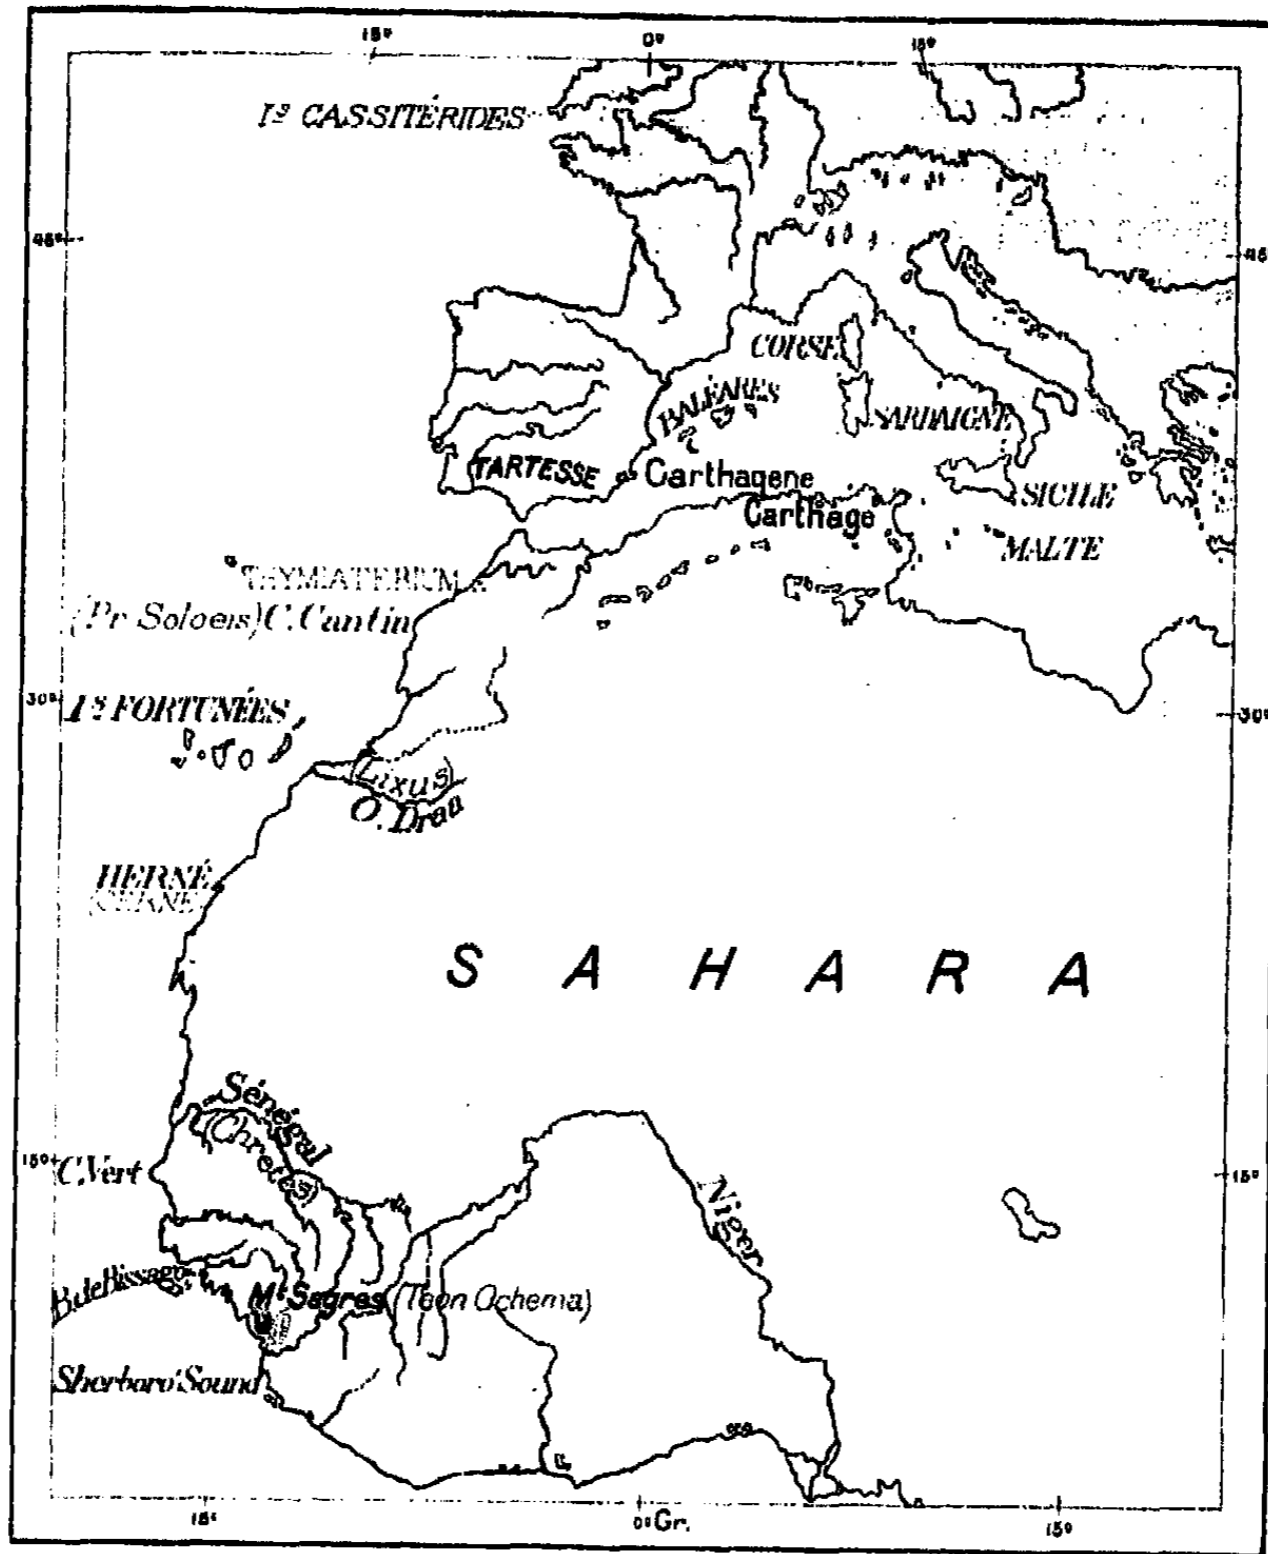 15° 0° 15°
Iˢ CASSITÉRIDES
45° 45°
CORSE
BALÉARES
SARDAIGNE
TARTESSE
Carthagene
SICILE
Carthage
MALTE
THYMIATERIUM
(Pr Soloeis) C. Cantin
30° Iˢ FORTUNÉES 30°
(Lixus)
O. Draa
HERNÉ
(CERNE)
S A H A R A
Sénégal
(Chretes)
15° C. Vert 15°
Niger
B. de Bissago
Mᵗ Sagres (Teon Ochema)
Sherboro' Sound
15° 0° Gr. 15°